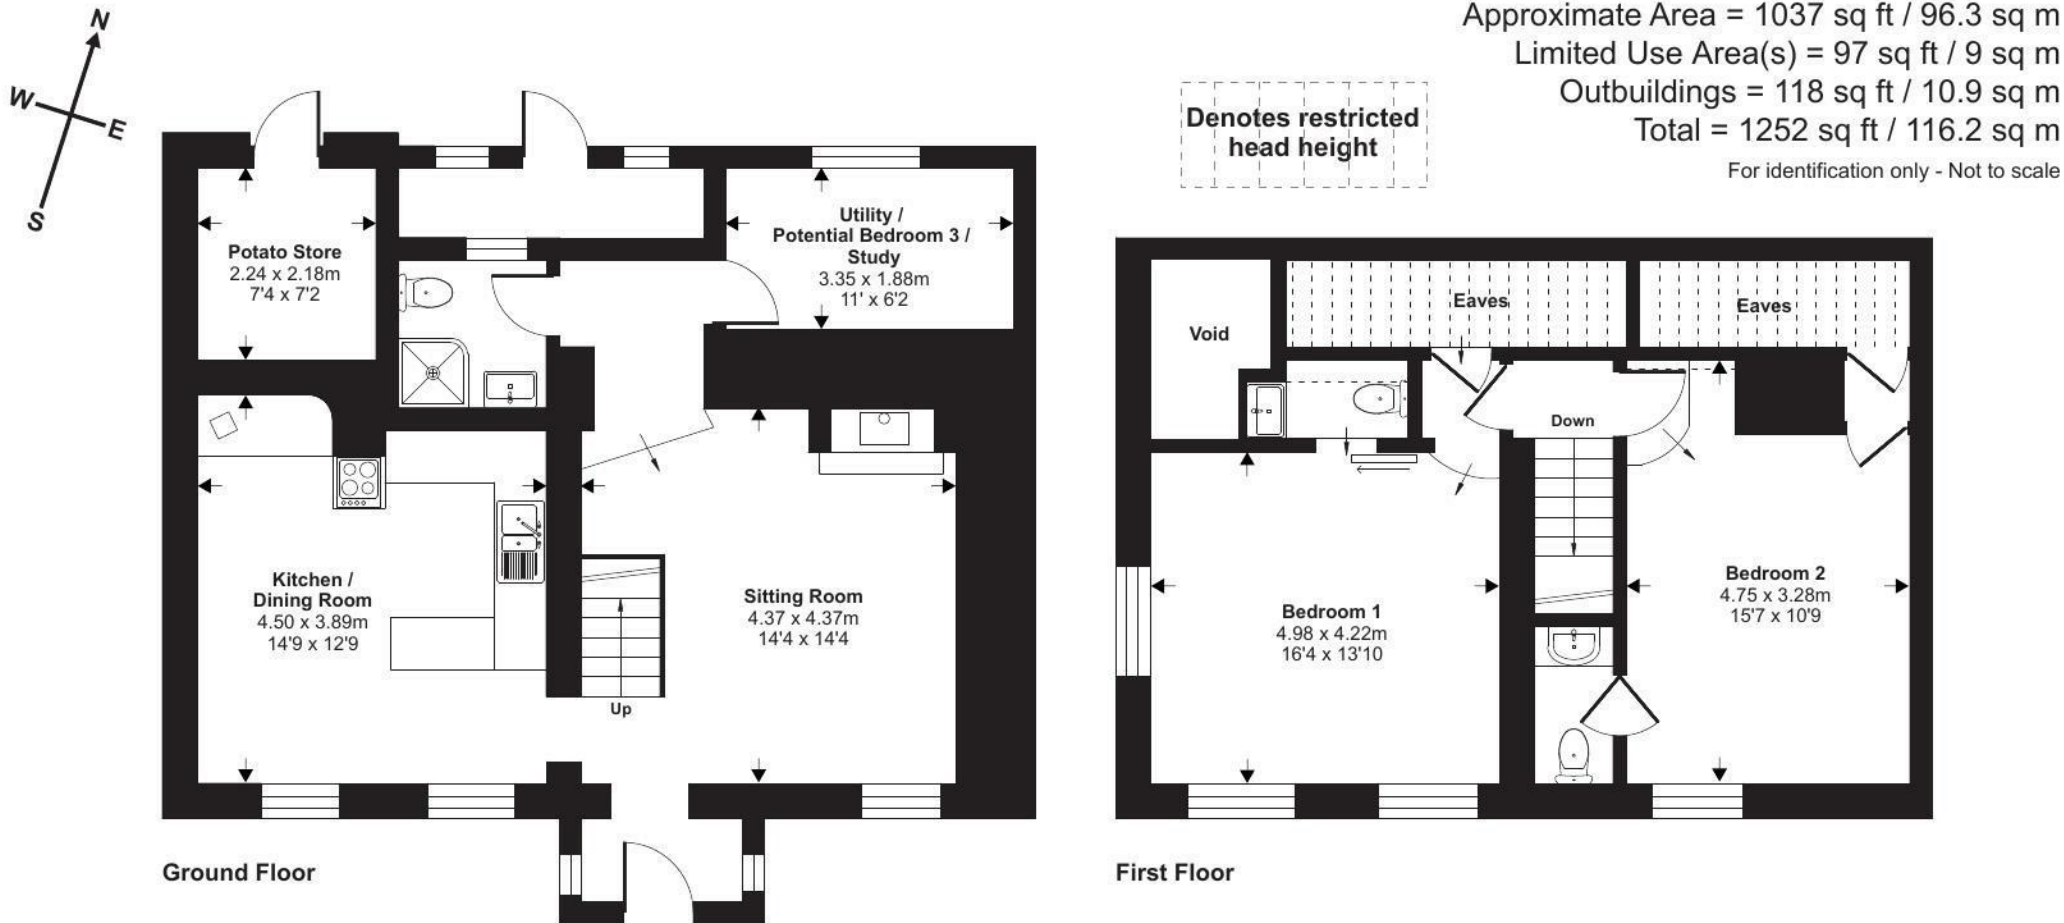 Approximate Area = 1037 sq ft / 96.3 sq m
Limited Use Area(s) = 97 sq ft / 9 sq m
Outbuildings = 118 sq ft / 10.9 sq m
Total = 1252 sq ft / 116.2 sq m
For identification only - Not to scale
N
W
E
S
Denotes restricted
head height
Potato Store
2.24 x 2.18m
7'4 x 7'2
Utility /
Potential Bedroom 3 /
Study
3.35 x 1.88m
11' x 6'2
Kitchen /
Dining Room
4.50 x 3.89m
14'9 x 12'9
Sitting Room
4.37 x 4.37m
14'4 x 14'4
Up
Ground Floor
Void
Eaves
Eaves
Down
Bedroom 1
4.98 x 4.22m
16'4 x 13'10
Bedroom 2
4.75 x 3.28m
15'7 x 10'9
First Floor